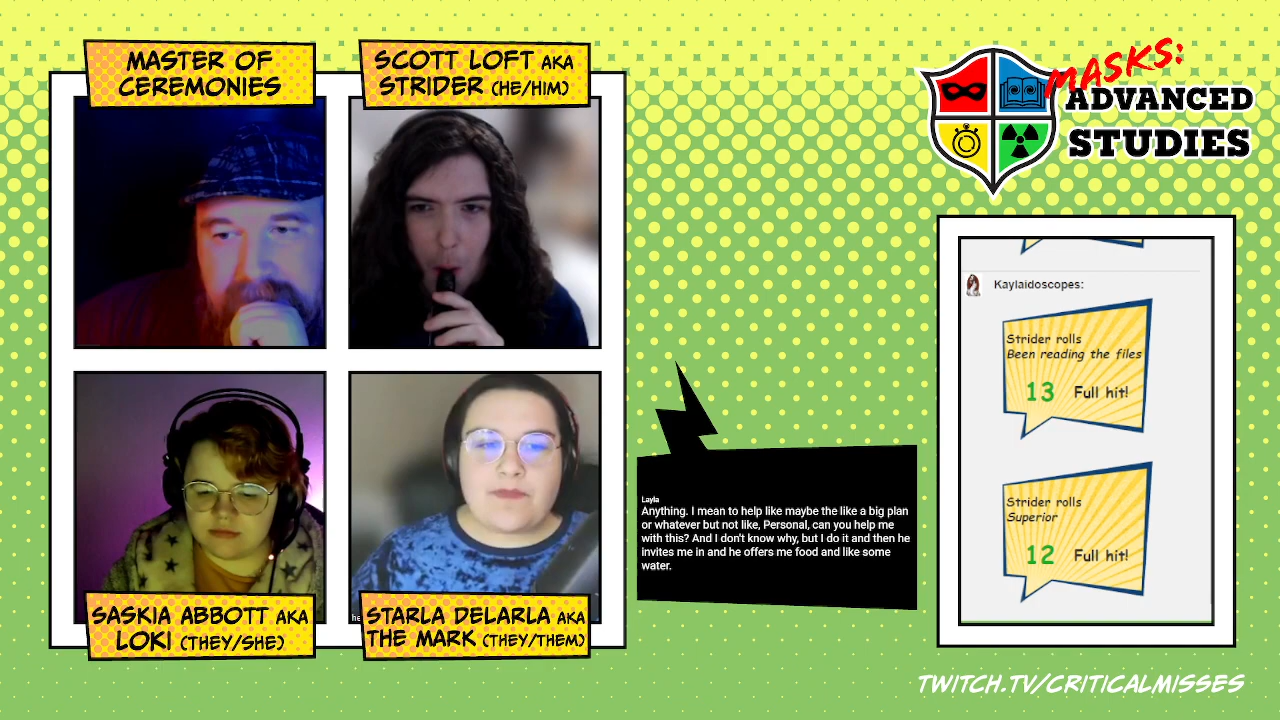 MASTER OF
CEREMONIES
SCOTT LOFT AKA
STRIDER (HE/HIM)
SASKIA ABBOTT AKA
LOKI (THEY/SHE)
he
STARLA DELARLA AKA
THE MARK (THEY/THEM)
Layla
Anything. I mean to help like maybe the like a big plan
or whatever but not like, Personal, can you help me
with this? And I don't know why, but I do it and then he
invites me in and he offers me food and like some
water.
MASKS:
ADVANCED
STUDIES
Kaylaidoscopes:
Strider rolls
Been reading the files
13 Full hit!
Strider rolls
Superior
12 Full hit!
TWITCH.TV/CRITICALMISSES